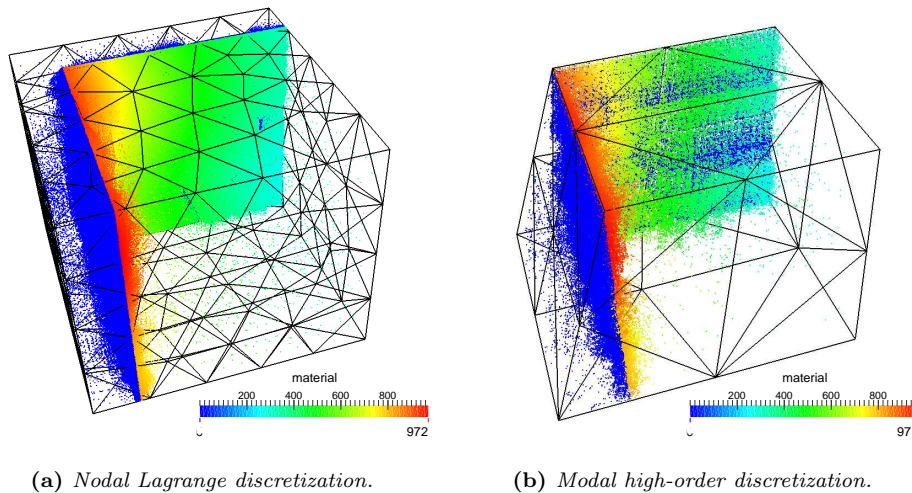 material
200 400 600 800
972
material
200 400 600 800
97
(a) Nodal Lagrange discretization.
(b) Modal high-order discretization.